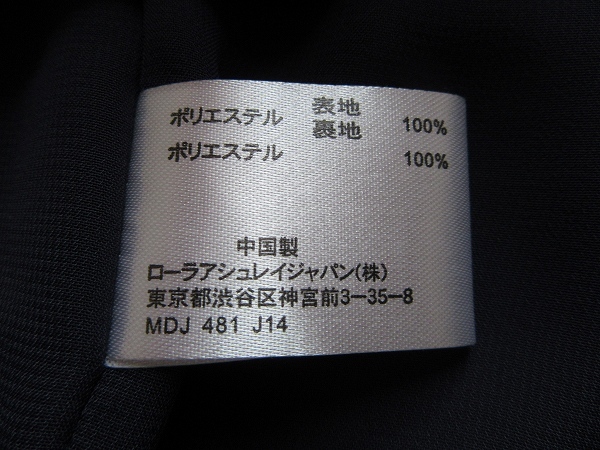 表地
ポリエステル 100%
裏地
ポリエステル 100%
中国製
ローラアシュレイジャパン(株)
東京都渋谷区神宮前3-35-8
MDJ 481 J14